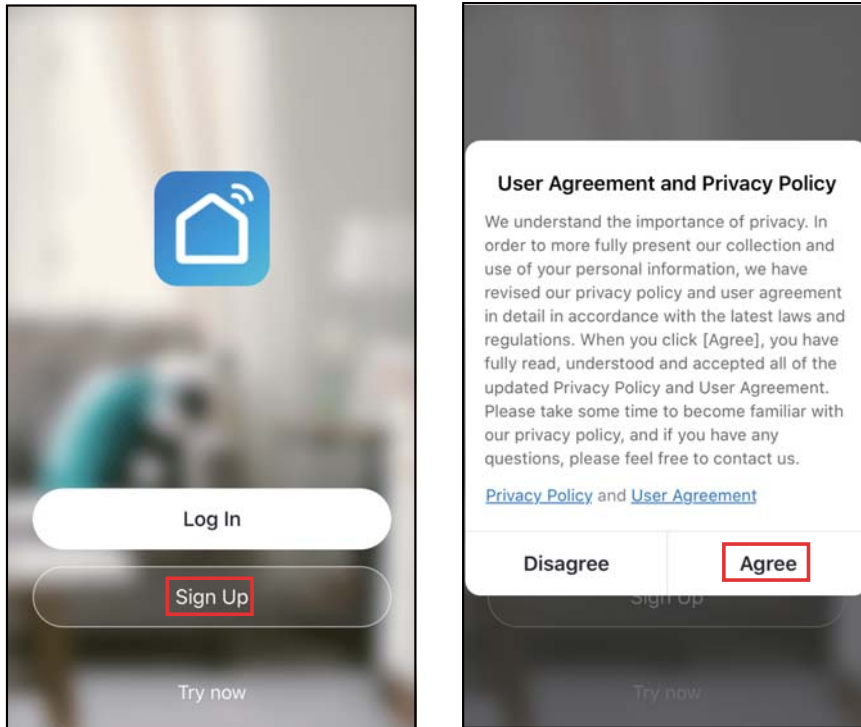 Log In
Sign Up
Try now
User Agreement and Privacy Policy
We understand the importance of privacy. In
order to more fully present our collection and
use of your personal information, we have
revised our privacy policy and user agreement
in detail in accordance with the latest laws and
regulations. When you click [Agree], you have
fully read, understood and accepted all of the
updated Privacy Policy and User Agreement.
Please take some time to become familiar with
our privacy policy, and if you have any
questions, please feel free to contact us.
Privacy Policy and User Agreement
Disagree Agree
Sign Up
Try now